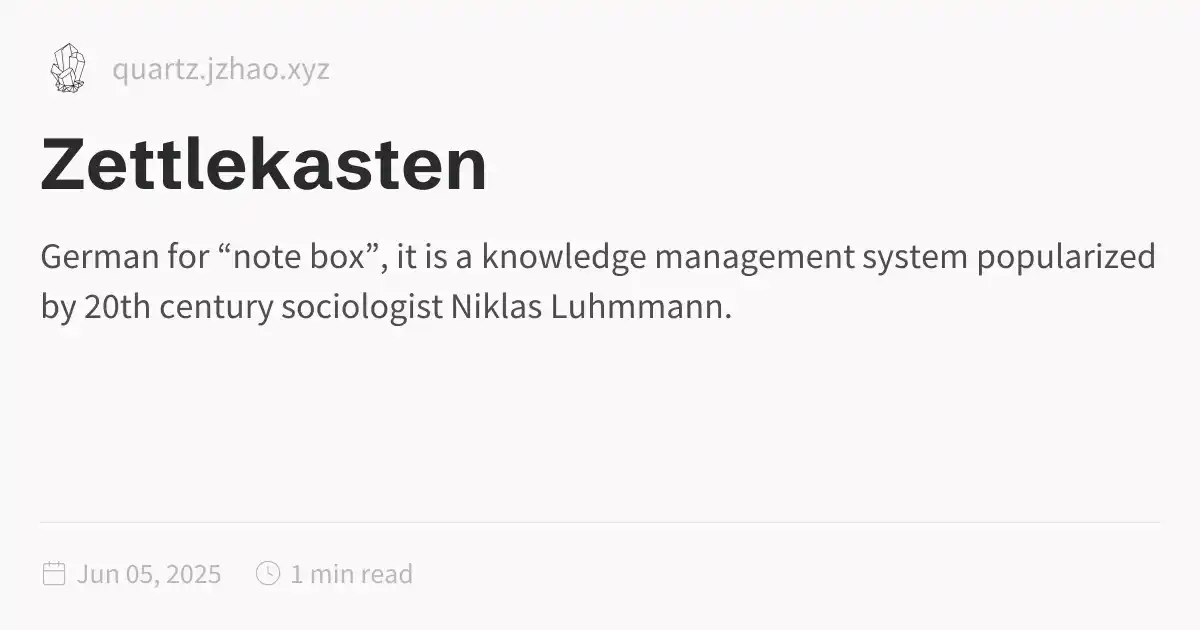 quartz.jzhao.xyz
Zettlekasten
German for “note box”, it is a knowledge management system popularized
by 20th century sociologist Niklas Luhmmann.
Jun 05, 2025 1 min read